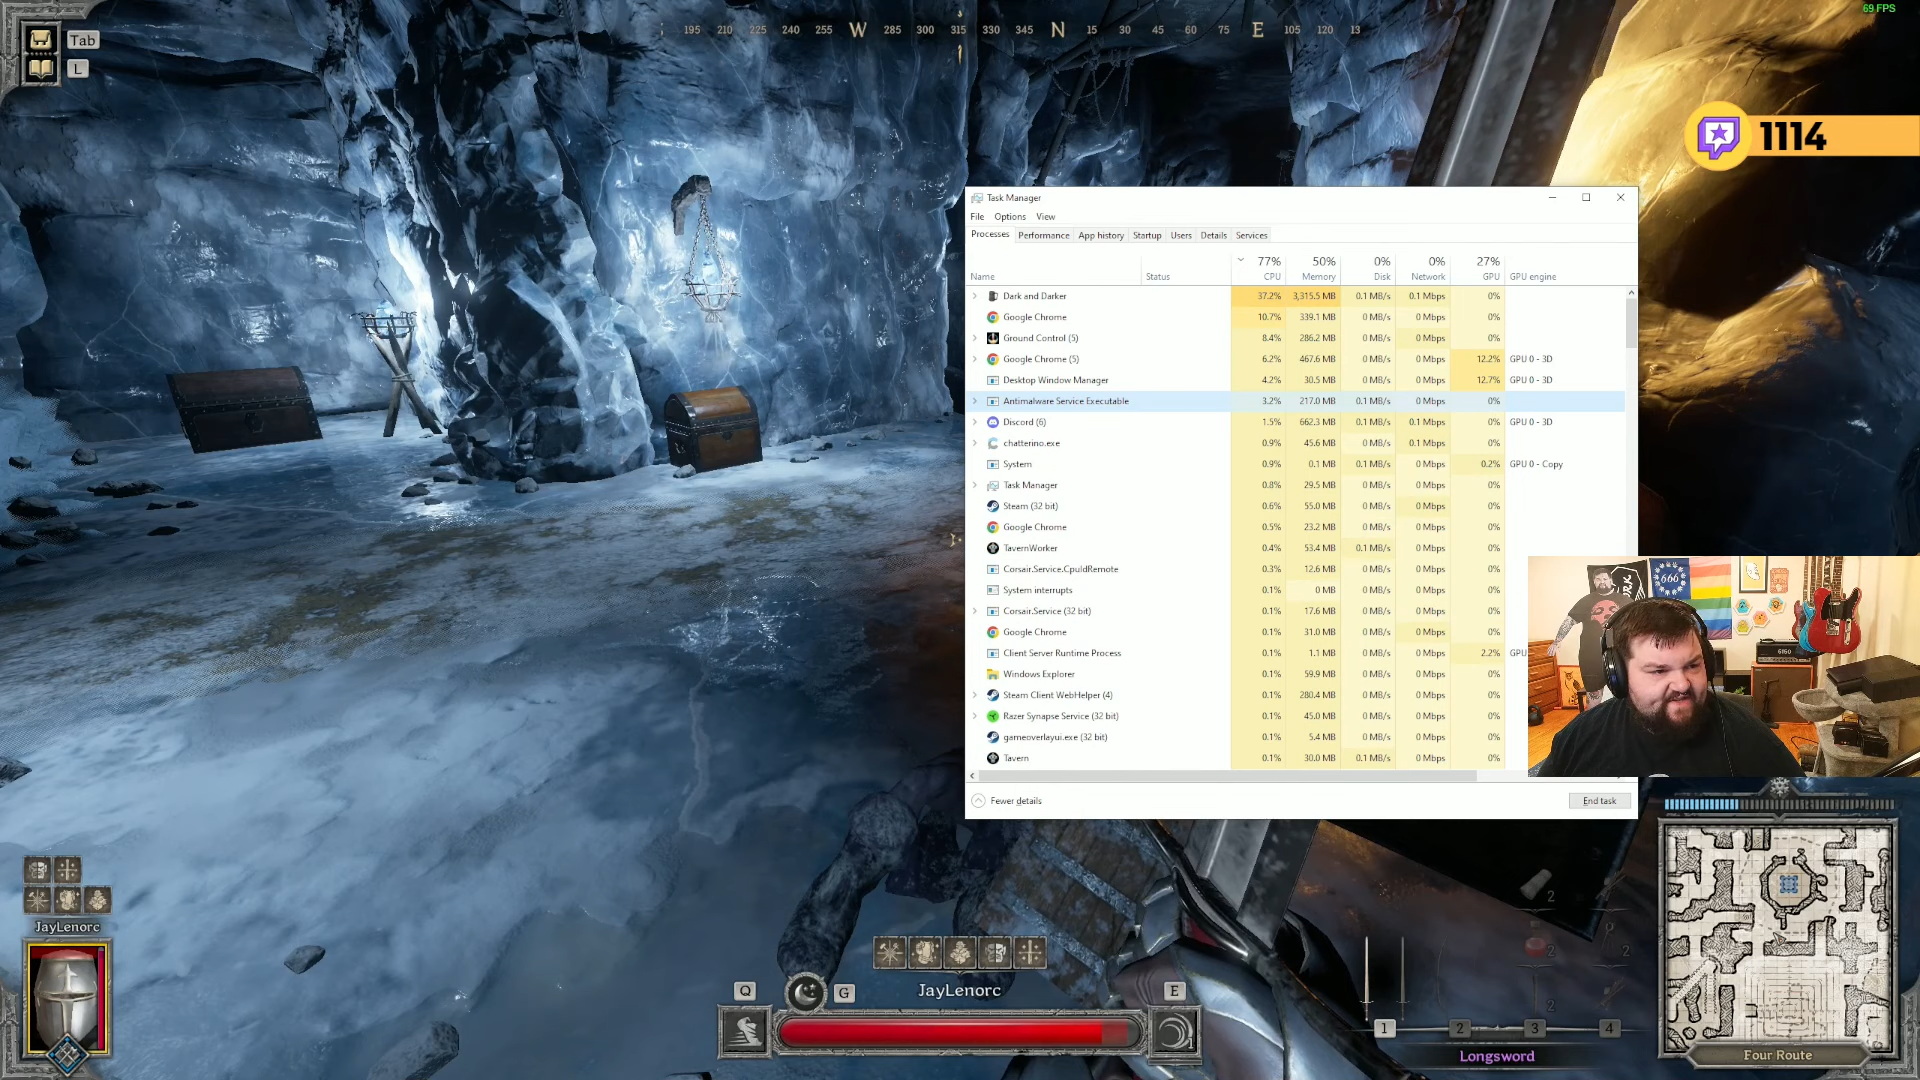 69 FPS
Tab
L
195 210 225 240 255 W 285 300 315 330 345 N 15 30 45 60 75 E 105 120 13
1114
Task Manager
File Options View
Processes Performance App history Startup Users Details Services
77% 50% 0% 0% 27%
Name Status CPU Memory Disk Network GPU GPU engine
Dark and Darker 37.2% 3,315.5 MB 0.1 MB/s 0.1 Mbps 0%
Google Chrome 10.7% 339.1 MB 0 MB/s 0 Mbps 0%
Ground Control (5) 8.4% 286.2 MB 0 MB/s 0 Mbps 0%
Google Chrome (5) 6.2% 467.6 MB 0 MB/s 0 Mbps 12.2% GPU 0 - 3D
Desktop Window Manager 4.2% 30.5 MB 0 MB/s 0 Mbps 12.7% GPU 0 - 3D
Antimalware Service Executable 3.2% 217.0 MB 0.1 MB/s 0 Mbps 0%
Discord (6) 1.5% 662.3 MB 0.1 MB/s 0.1 Mbps 0% GPU 0 - 3D
chatterino.exe 0.9% 45.6 MB 0 MB/s 0.1 Mbps 0%
System 0.9% 0.1 MB 0.1 MB/s 0 Mbps 0.2% GPU 0 - Copy
Task Manager 0.8% 29.5 MB 0 MB/s 0 Mbps 0%
Steam (32 bit) 0.6% 55.0 MB 0 MB/s 0 Mbps 0%
Google Chrome 0.5% 23.2 MB 0 MB/s 0 Mbps 0%
TavernWorker 0.4% 53.4 MB 0.1 MB/s 0 Mbps 0%
Corsair.Service.CpuIdRemote 0.3% 12.6 MB 0 MB/s 0 Mbps 0%
System interrupts 0.1% 0 MB 0 MB/s 0 Mbps 0%
Corsair.Service (32 bit) 0.1% 17.6 MB 0 MB/s 0 Mbps 0%
Google Chrome 0.1% 31.0 MB 0 MB/s 0 Mbps 0%
Client Server Runtime Process 0.1% 1.1 MB 0 MB/s 0 Mbps 2.2% GPU
Windows Explorer 0.1% 59.9 MB 0 MB/s 0 Mbps 0%
Steam Client WebHelper (4) 0.1% 280.4 MB 0 MB/s 0 Mbps 0%
Razer Synapse Service (32 bit) 0.1% 45.0 MB 0 MB/s 0 Mbps 0%
gameoverlayui.exe (32 bit) 0.1% 5.4 MB 0 MB/s 0 Mbps 0%
Tavern 0.1% 30.0 MB 0.1 MB/s 0 Mbps 0%
Fewer details End task
666
6160
JayLenorc
Q G JayLenorc E
2
2 2
2
1 2 3 4
Longsword
Four Route